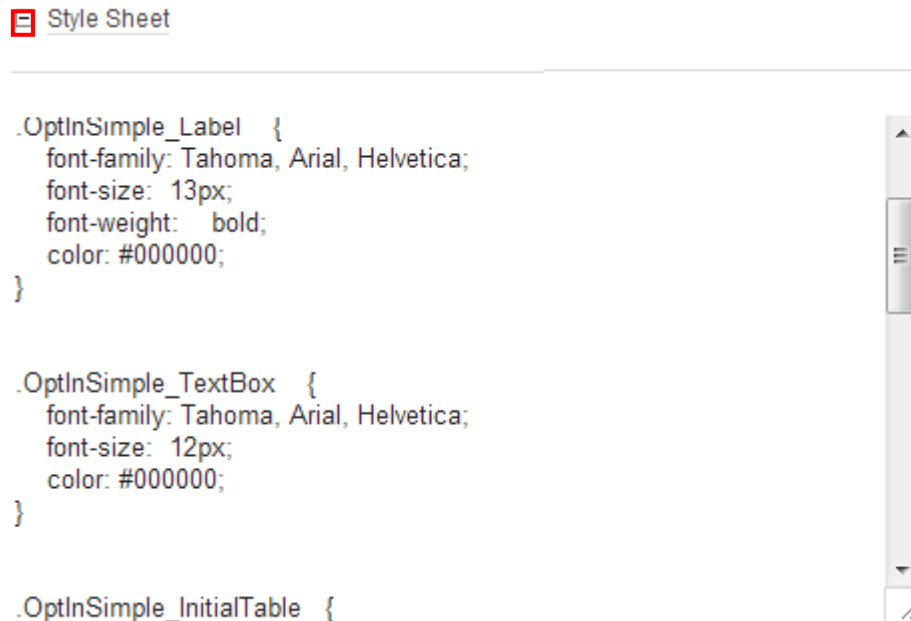 Style Sheet
.OptInSimple_Label {
font-family: Tahoma, Arial, Helvetica;
font-size: 13px;
font-weight: bold;
color: #000000;
}
.OptInSimple_TextBox {
font-family: Tahoma, Arial, Helvetica;
font-size: 12px;
color: #000000;
}
.OptInSimple_InitialTable {